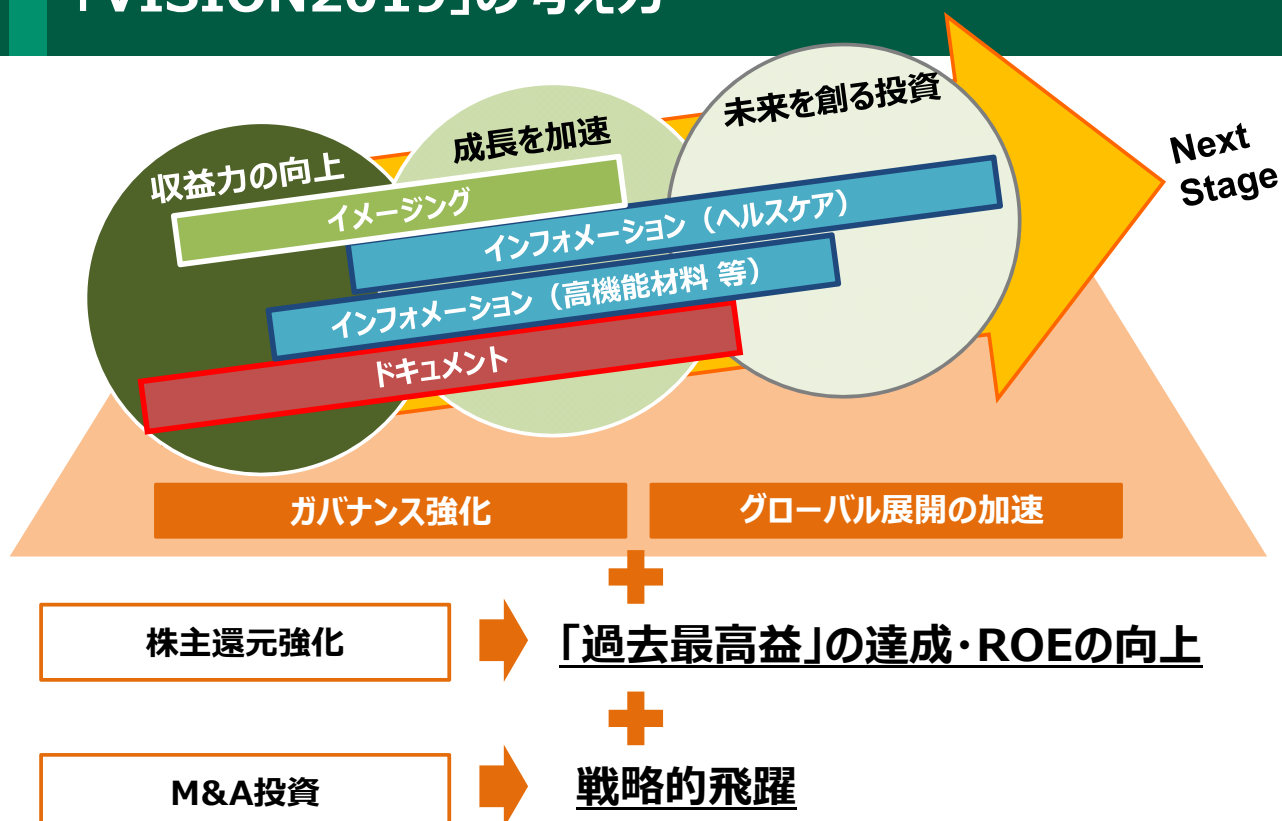 「VISION2019」の考え方
収益力の向上
成長を加速
未来を創る投資
Next
Stage
イメージング
インフォメーション（ヘルスケア）
インフォメーション（高機能材料 等）
ドキュメント
ガバナンス強化
グローバル展開の加速
株主還元強化
「過去最高益」の達成・ROEの向上
M&A投資
戦略的飛躍